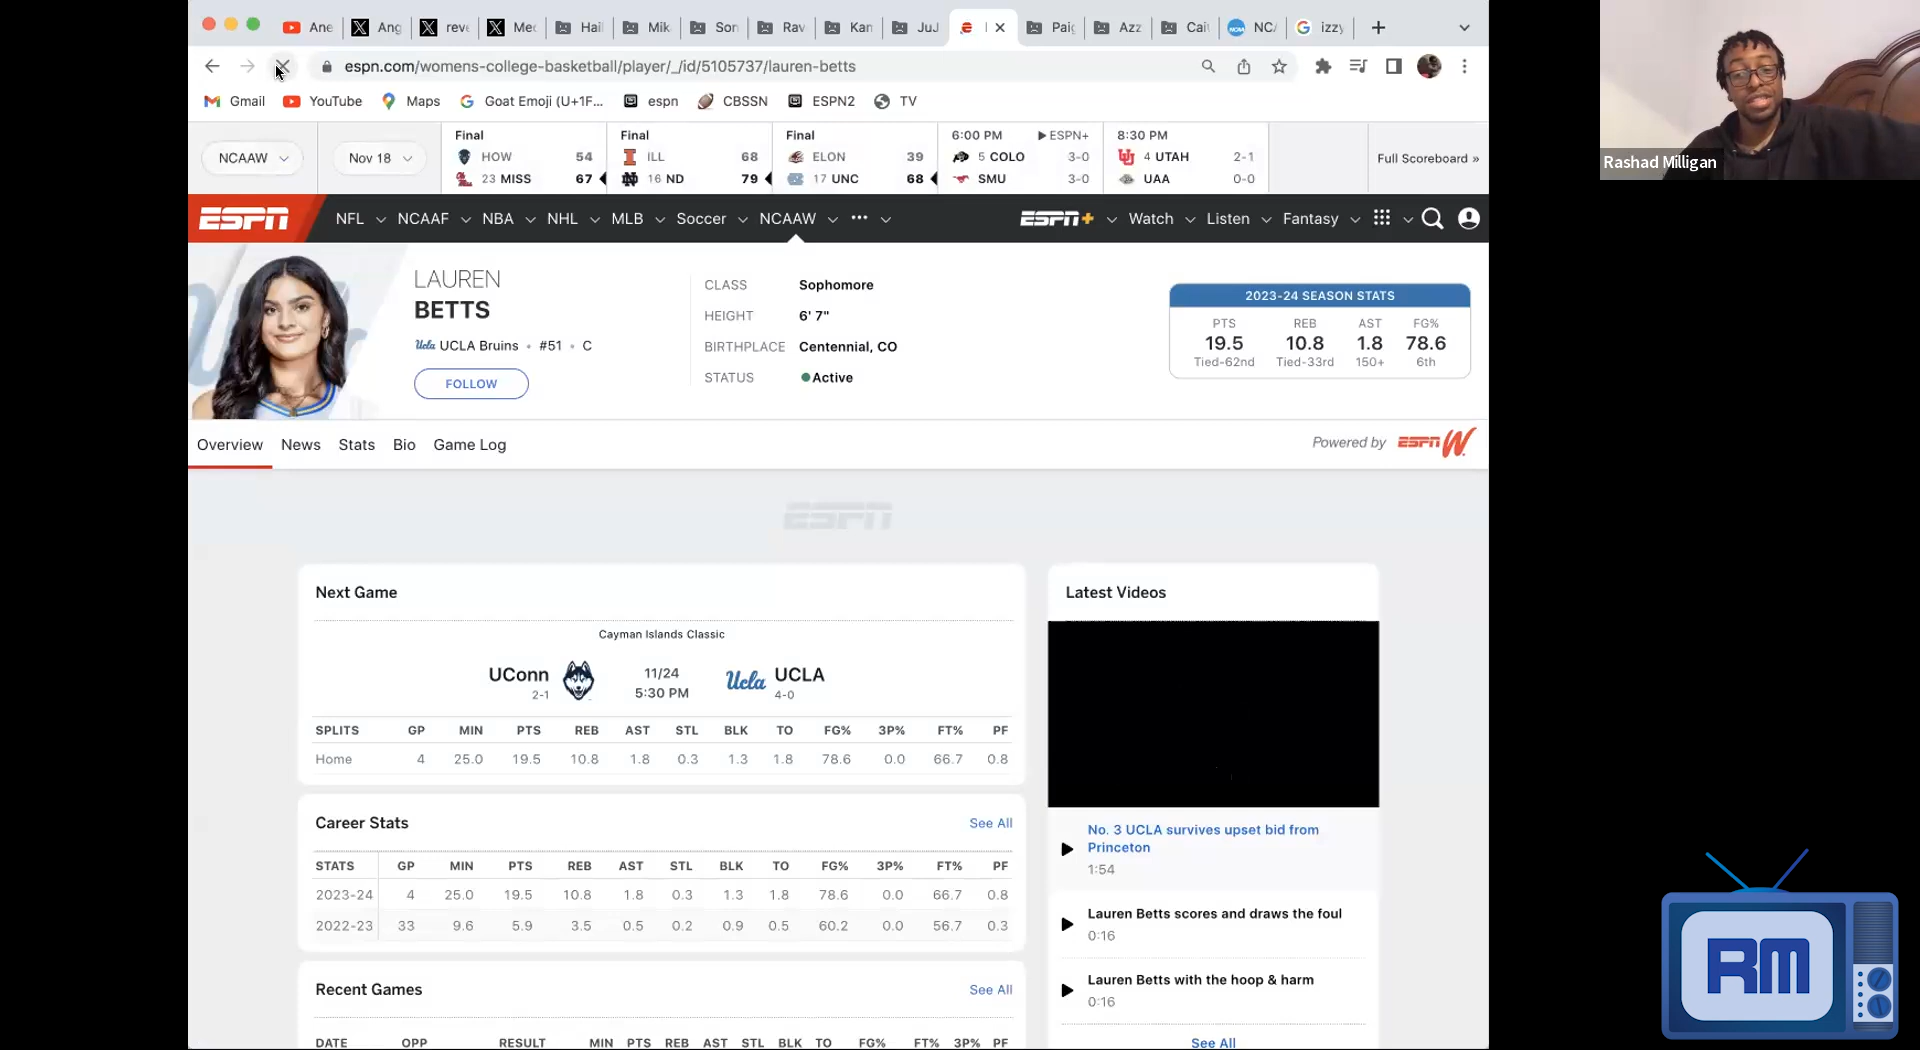 Ane
Ang
reve
Mec
Hail
Mik
Son
Rav
Kan
JuJ
Paig
Azz
Cait
NCA
izzy
espn.com/womens-college-basketball/player/_/id/5105737/lauren-betts
Gmail
YouTube
Maps
Goat Emoji (U+1F...
espn
CBSSN
ESPN2
TV
NCAAW
Nov 18
Final
HOW 54
23 MISS 67
Final
ILL 68
16 ND 79
Final
ELON 39
17 UNC 68
6:00 PM ESPN+
5 COLO 3-0
SMU 3-0
8:30 PM
4 UTAH 2-1
UAA 0-0
Full Scoreboard »
ESPN NFL NCAAF NBA NHL MLB Soccer NCAAW ••• ESPN+ Watch Listen Fantasy
LAUREN
BETTS
Ucla UCLA Bruins • #51 • C
FOLLOW
CLASS Sophomore
HEIGHT 6' 7"
BIRTHPLACE Centennial, CO
STATUS Active
2023-24 SEASON STATS
PTS REB AST FG%
19.5 10.8 1.8 78.6
Tied-62nd Tied-33rd 150+ 6th
Overview News Stats Bio Game Log
Powered by ESPN W.
ESPN
Next Game
Cayman Islands Classic
UConn 11/24 Ucla UCLA
2-1 5:30 PM 4-0
SPLITS GP MIN PTS REB AST STL BLK TO FG% 3P% FT% PF
Home 4 25.0 19.5 10.8 1.8 0.3 1.3 1.8 78.6 0.0 66.7 0.8
Career Stats See All
STATS GP MIN PTS REB AST STL BLK TO FG% 3P% FT% PF
2023-24 4 25.0 19.5 10.8 1.8 0.3 1.3 1.8 78.6 0.0 66.7 0.8
2022-23 33 9.6 5.9 3.5 0.5 0.2 0.9 0.5 60.2 0.0 56.7 0.3
Recent Games See All
DATE OPP RESULT MIN PTS REB AST STL BLK TO FG% FT% 3P% PF
Latest Videos
No. 3 UCLA survives upset bid from
Princeton
1:54
Lauren Betts scores and draws the foul
0:16
Lauren Betts with the hoop & harm
0:16
See All
Rashad Milligan
RM